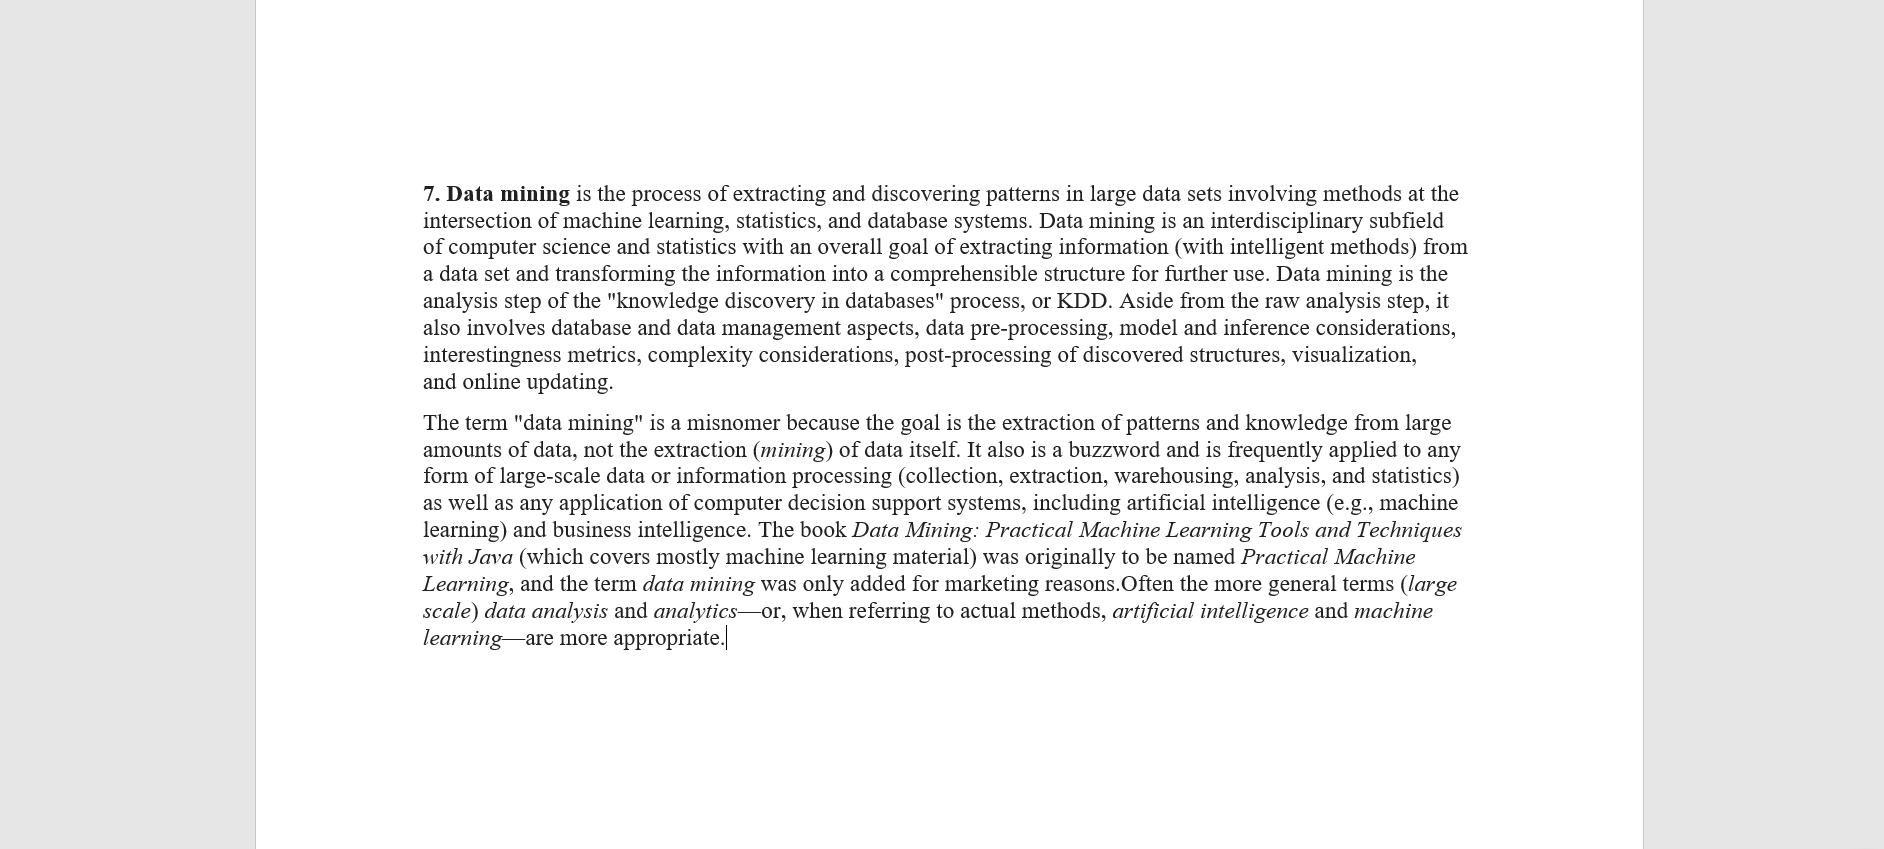 7. Data mining is the process of extracting and discovering patterns in large data sets involving methods at the
intersection of machine learning, statistics, and database systems. Data mining is an interdisciplinary subfield
of computer science and statistics with an overall goal of extracting information (with intelligent methods) from
a data set and transforming the information into a comprehensible structure for further use. Data mining is the
analysis step of the "knowledge discovery in databases" process, or KDD. Aside from the raw analysis step, it
also involves database and data management aspects, data pre-processing, model and inference considerations,
interestingness metrics, complexity considerations, post-processing of discovered structures, visualization,
and online updating.
The term "data mining" is a misnomer because the goal is the extraction of patterns and knowledge from large
amounts of data, not the extraction (mining) of data itself. It also is a buzzword and is frequently applied to any
form of large-scale data or information processing (collection, extraction, warehousing, analysis, and statistics)
as well as any application of computer decision support systems, including artificial intelligence (e.g., machine
learning) and business intelligence. The book Data Mining: Practical Machine Learning Tools and Techniques
with Java (which covers mostly machine learning material) was originally to be named Practical Machine
Learning, and the term data mining was only added for marketing reasons.Often the more general terms (large
scale) data analysis and analytics—or, when referring to actual methods, artificial intelligence and machine
learning—are more appropriate.